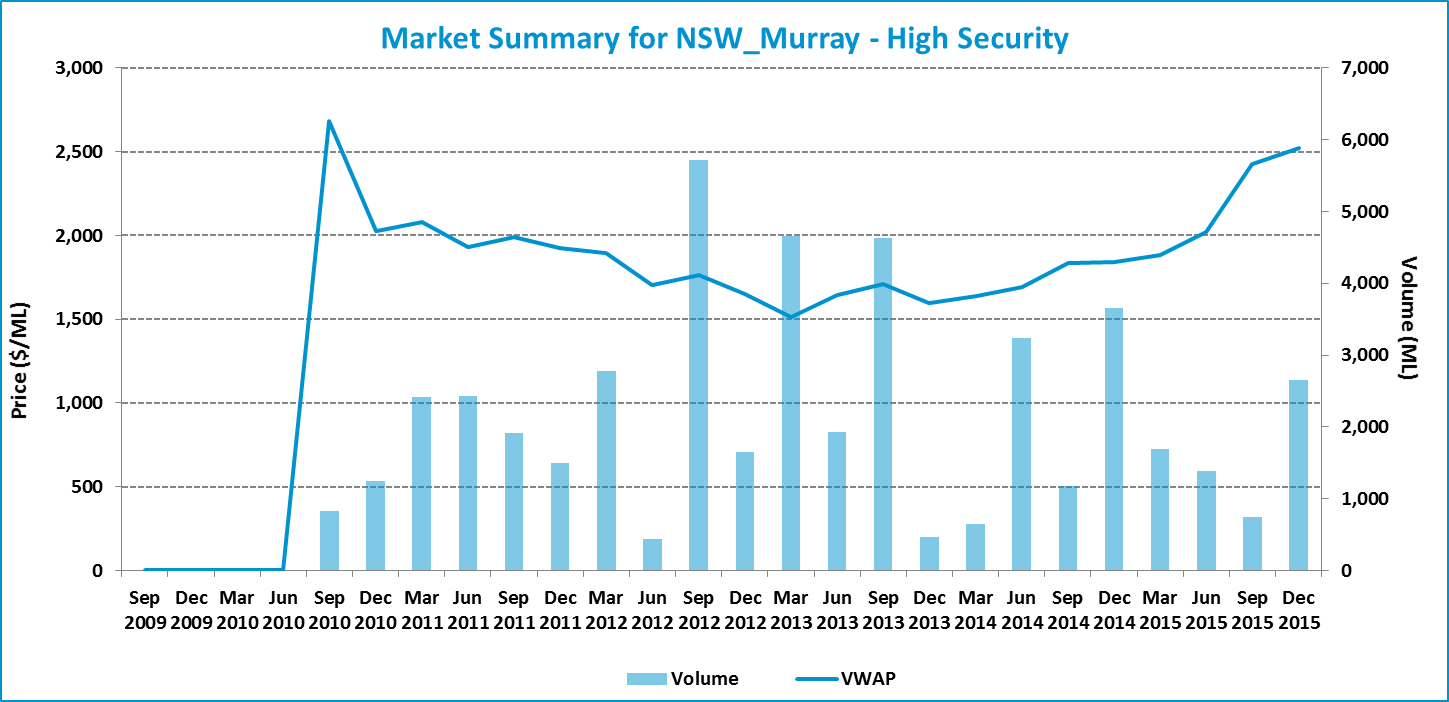 Market Summary for NSW_Murray - High Security
3,000
2,500
2,000
1,500
1,000
500
0
Price ($/ML)
7,000
6,000
5,000
4,000
3,000
2,000
1,000
0
Volume (ML)
Sep Dec Mar Jun Sep Dec Mar Jun Sep Dec Mar Jun Sep Dec Mar Jun Sep Dec Mar Jun Sep Dec Mar Jun Sep Dec
2009 2009 2010 2010 2010 2010 2011 2011 2011 2011 2012 2012 2012 2012 2013 2013 2013 2013 2014 2014 2014 2014 2015 2015 2015 2015
Volume VWAP